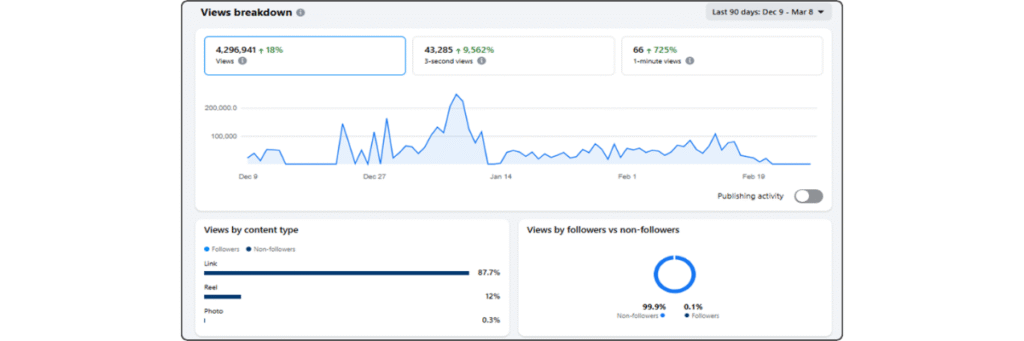 Views breakdown
Last 90 days: Dec 9 - Mar 8
4,296,941 ↑ 18%
Views
43,285 ↑ 9,562%
3-second views
66 ↑ 725%
1-minute views
200,000.0
100,000
Dec 9
Dec 27
Jan 14
Feb 1
Feb 19
Publishing activity
Views by content type
Followers
Non-followers
Link
87.7%
Reel
12%
Photo
0.3%
Views by followers vs non-followers
99.9%
Non-followers
0.1%
Followers